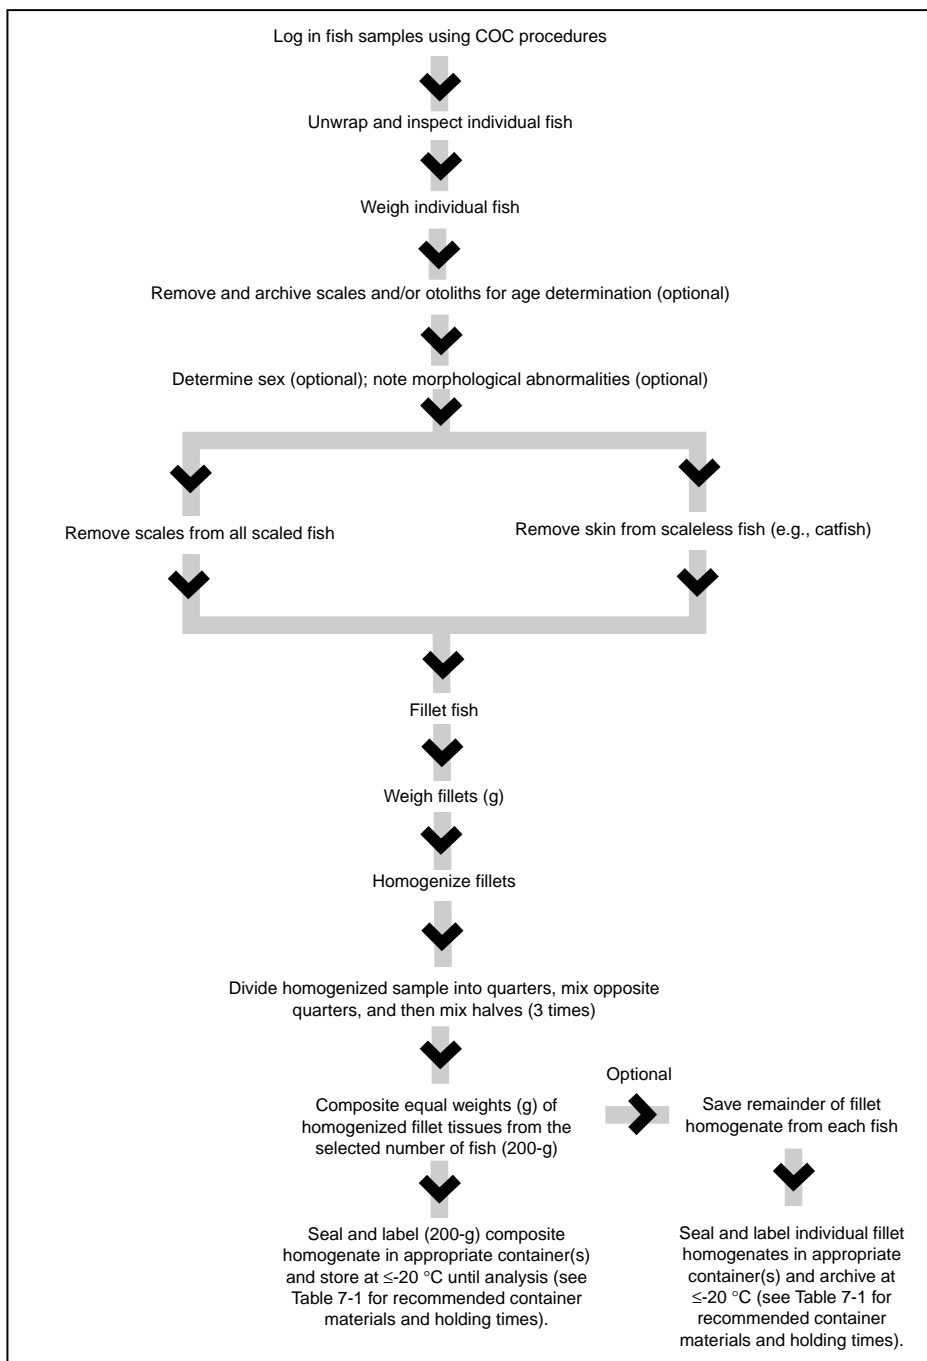 Log in fish samples using COC procedures
Unwrap and inspect individual fish
Weigh individual fish
Remove and archive scales and/or otoliths for age determination (optional)
Determine sex (optional); note morphological abnormalities (optional)
Remove scales from all scaled fish
Remove skin from scaleless fish (e.g., catfish)
Fillet fish
Weigh fillets (g)
Homogenize fillets
Divide homogenized sample into quarters, mix opposite
quarters, and then mix halves (3 times)
Composite equal weights (g) of
homogenized fillet tissues from the
selected number of fish (200-g)
Optional
Save remainder of fillet
homogenate from each fish
Seal and label (200-g) composite
homogenate in appropriate container(s)
and store at ≤-20 °C until analysis (see
Table 7-1 for recommended container
materials and holding times).
Seal and label individual fillet
homogenates in appropriate
container(s) and archive at
≤-20 °C (see Table 7-1 for
recommended container
materials and holding times).